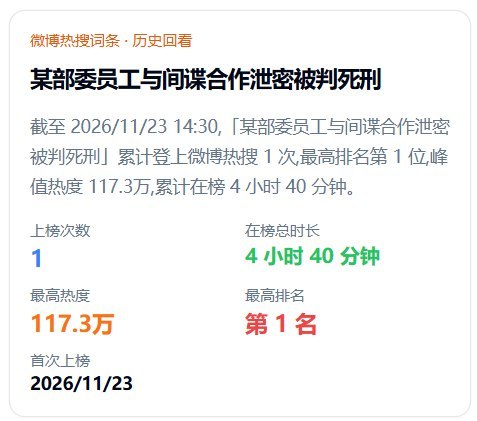 微博热搜词条 · 历史回看
某部委员工与间谍合作泄密被判死刑
截至 2026/11/23 14:30,「某部委员工与间谍合作泄密
被判死刑」累计登上微博热搜 1 次,最高排名第 1 位,峰
值热度 117.3万,累计在榜 4 小时 40 分钟。
上榜次数
1
在榜总时长
4 小时 40 分钟
最高热度
117.3万
最高排名
第 1 名
首次上榜
2026/11/23